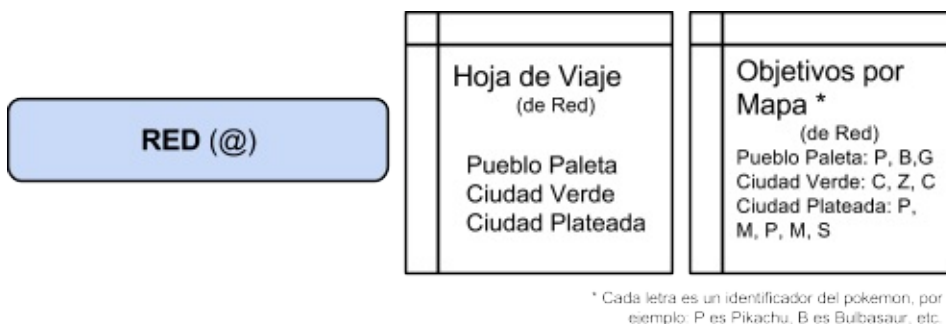 RED (@)
Hoja de Viaje
(de Red)
Pueblo Paleta
Ciudad Verde
Ciudad Plateada
Objetivos por
Mapa *
(de Red)
Pueblo Paleta: P, B,G
Ciudad Verde: C, Z, C
Ciudad Plateada: P,
M, P, M, S
* Cada letra es un identificador del pokemon, por
ejemplo: P es Pikachu, B es Bulbasaur, etc.